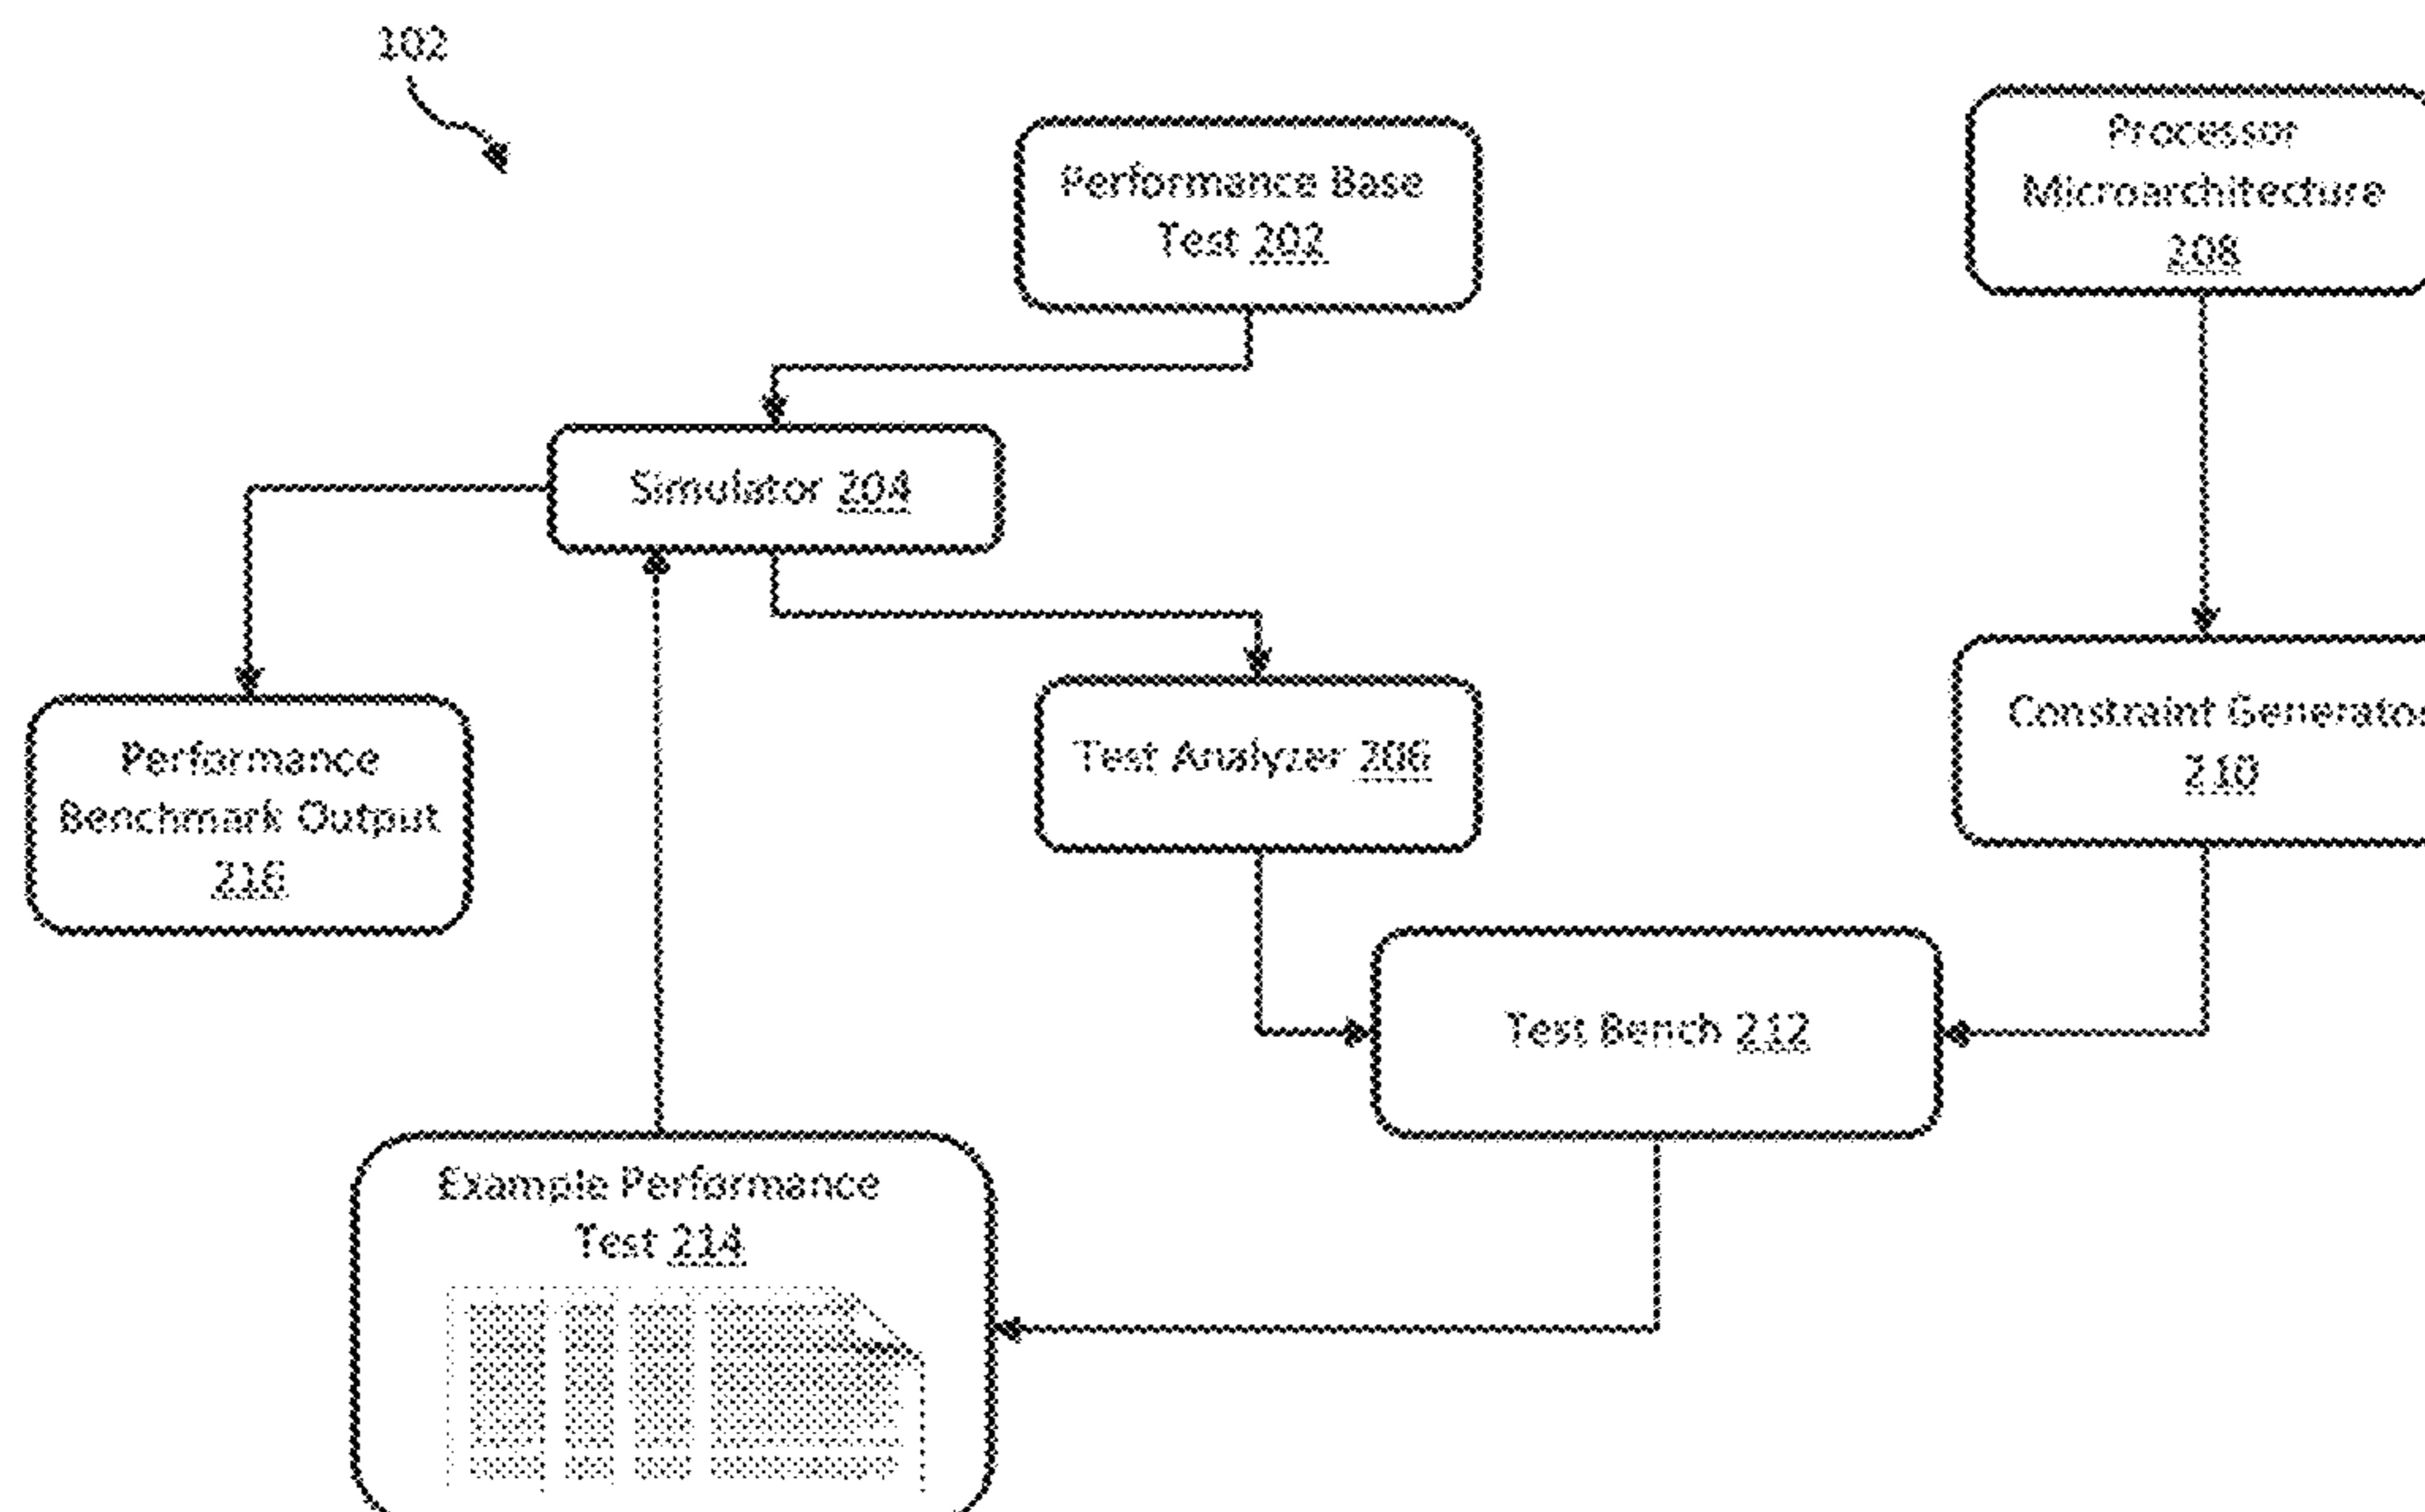 102
Performance Base
Test 202
Processor
Microarchitecture
208
Simulator 204
Performance
Benchmark Output
216
Test Analyzer 206
Constraint Generator
210
Test Bench 212
Example Performance
Test 214